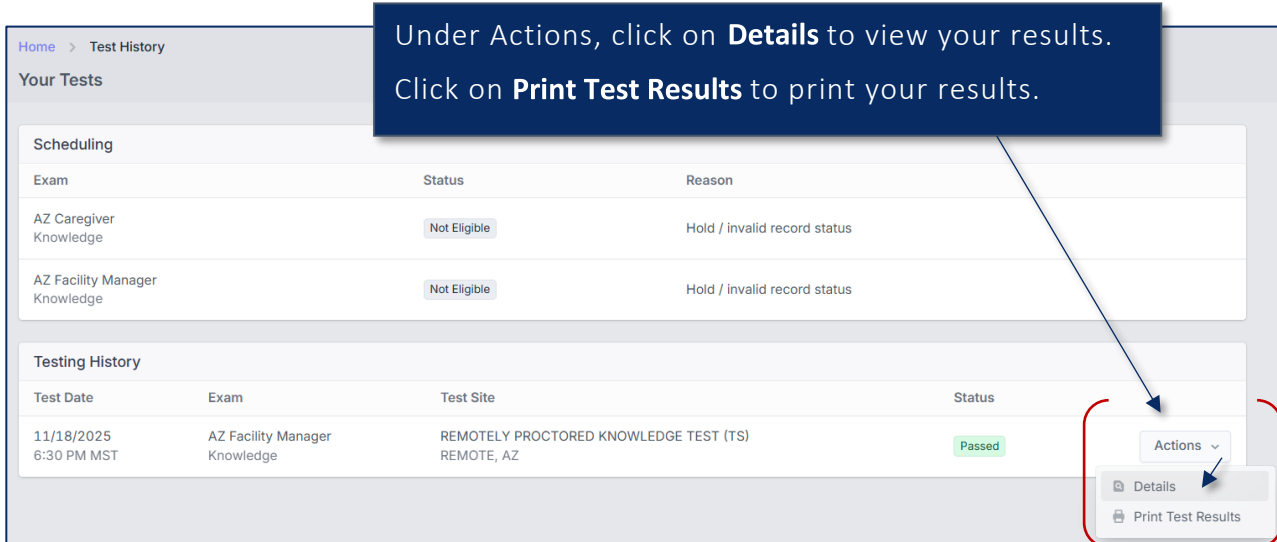 Under Actions, click on Details to view your results.
Click on Print Test Results to print your results.
Home > Test History
Your Tests
Scheduling
Exam Status Reason
AZ Caregiver
Knowledge
Not Eligible
Hold / invalid record status
AZ Facility Manager
Knowledge
Not Eligible
Hold / invalid record status
Testing History
Test Date Exam Test Site Status
11/18/2025 AZ Facility Manager REMOTELY PROCTORED KNOWLEDGE TEST (TS)
6:30 PM MST Knowledge REMOTE, AZ
Passed
Actions
Details
Print Test Results